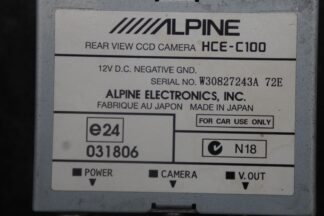 ALPINE
REAR VIEW CCD CAMERA HCE-C100
12V D.C. NEGATIVE GND.
SERIAL NO. W30827243A 72E
ALPINE ELECTRONICS, INC.
FABRIQUE AU JAPON MADE IN JAPAN
FOR CAR USE ONLY
e24
031806
N18
POWER CAMERA V.OUT